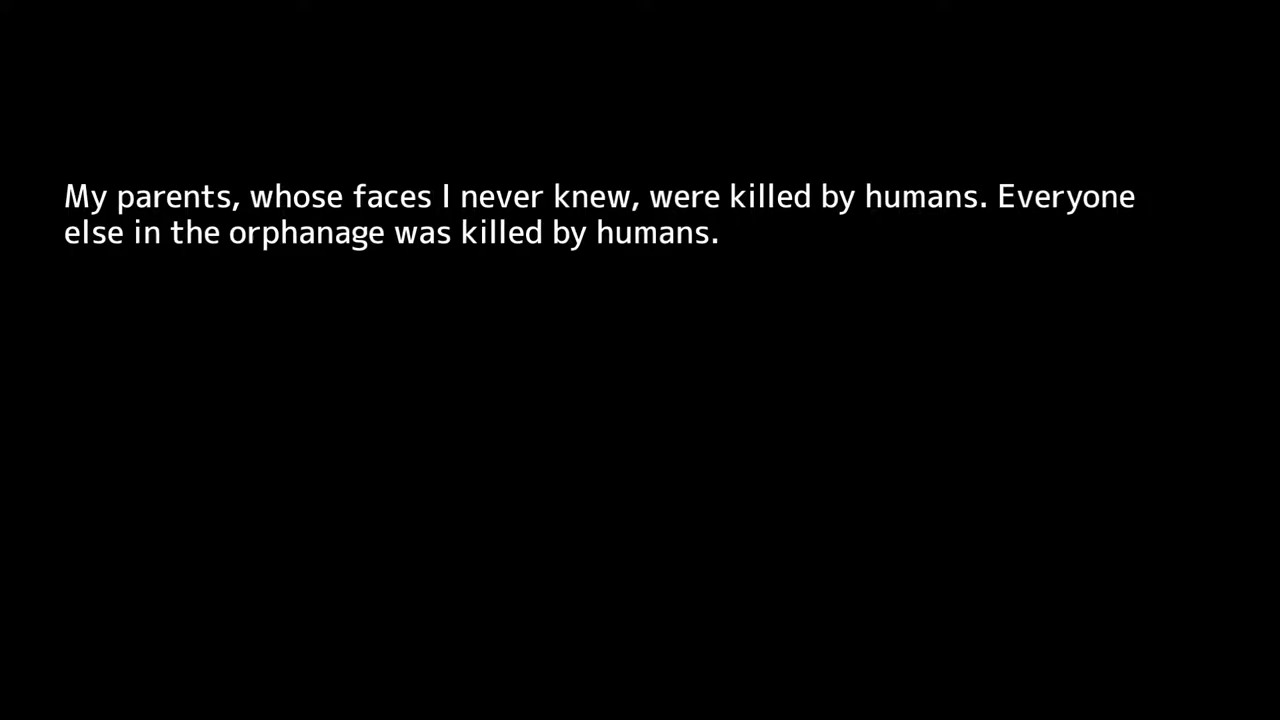 My parents, whose faces I never knew, were killed by humans. Everyone
else in the orphanage was killed by humans.